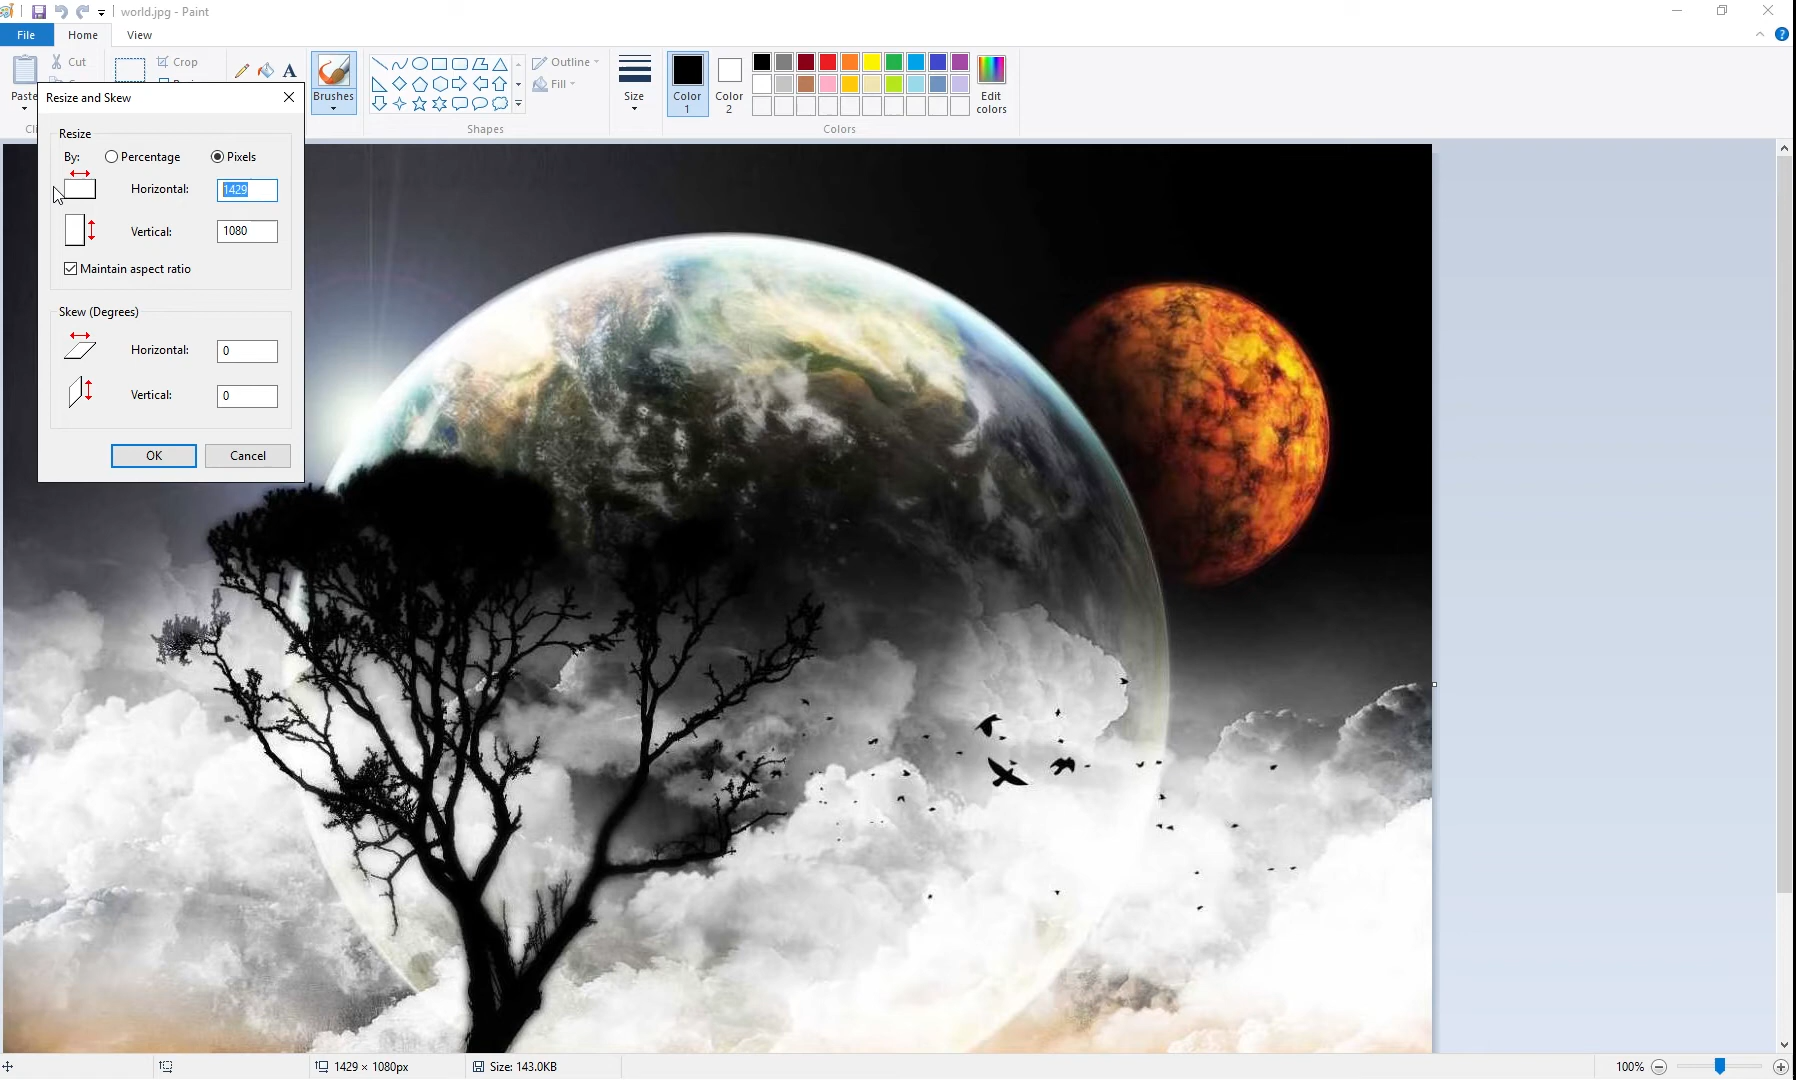 world.jpg - Paint
File Home View
Paste
Cut
Crop
A
Brushes
Outline
Fill
Shapes
Size
Color 1
Color 2
Edit colors
Colors
Resize and Skew
Resize
By: Percentage Pixels
Horizontal: 1429
Vertical: 1080
Maintain aspect ratio
Skew (Degrees)
Horizontal: 0
Vertical: 0
OK Cancel
1429 × 1080px Size: 143.0KB 100%